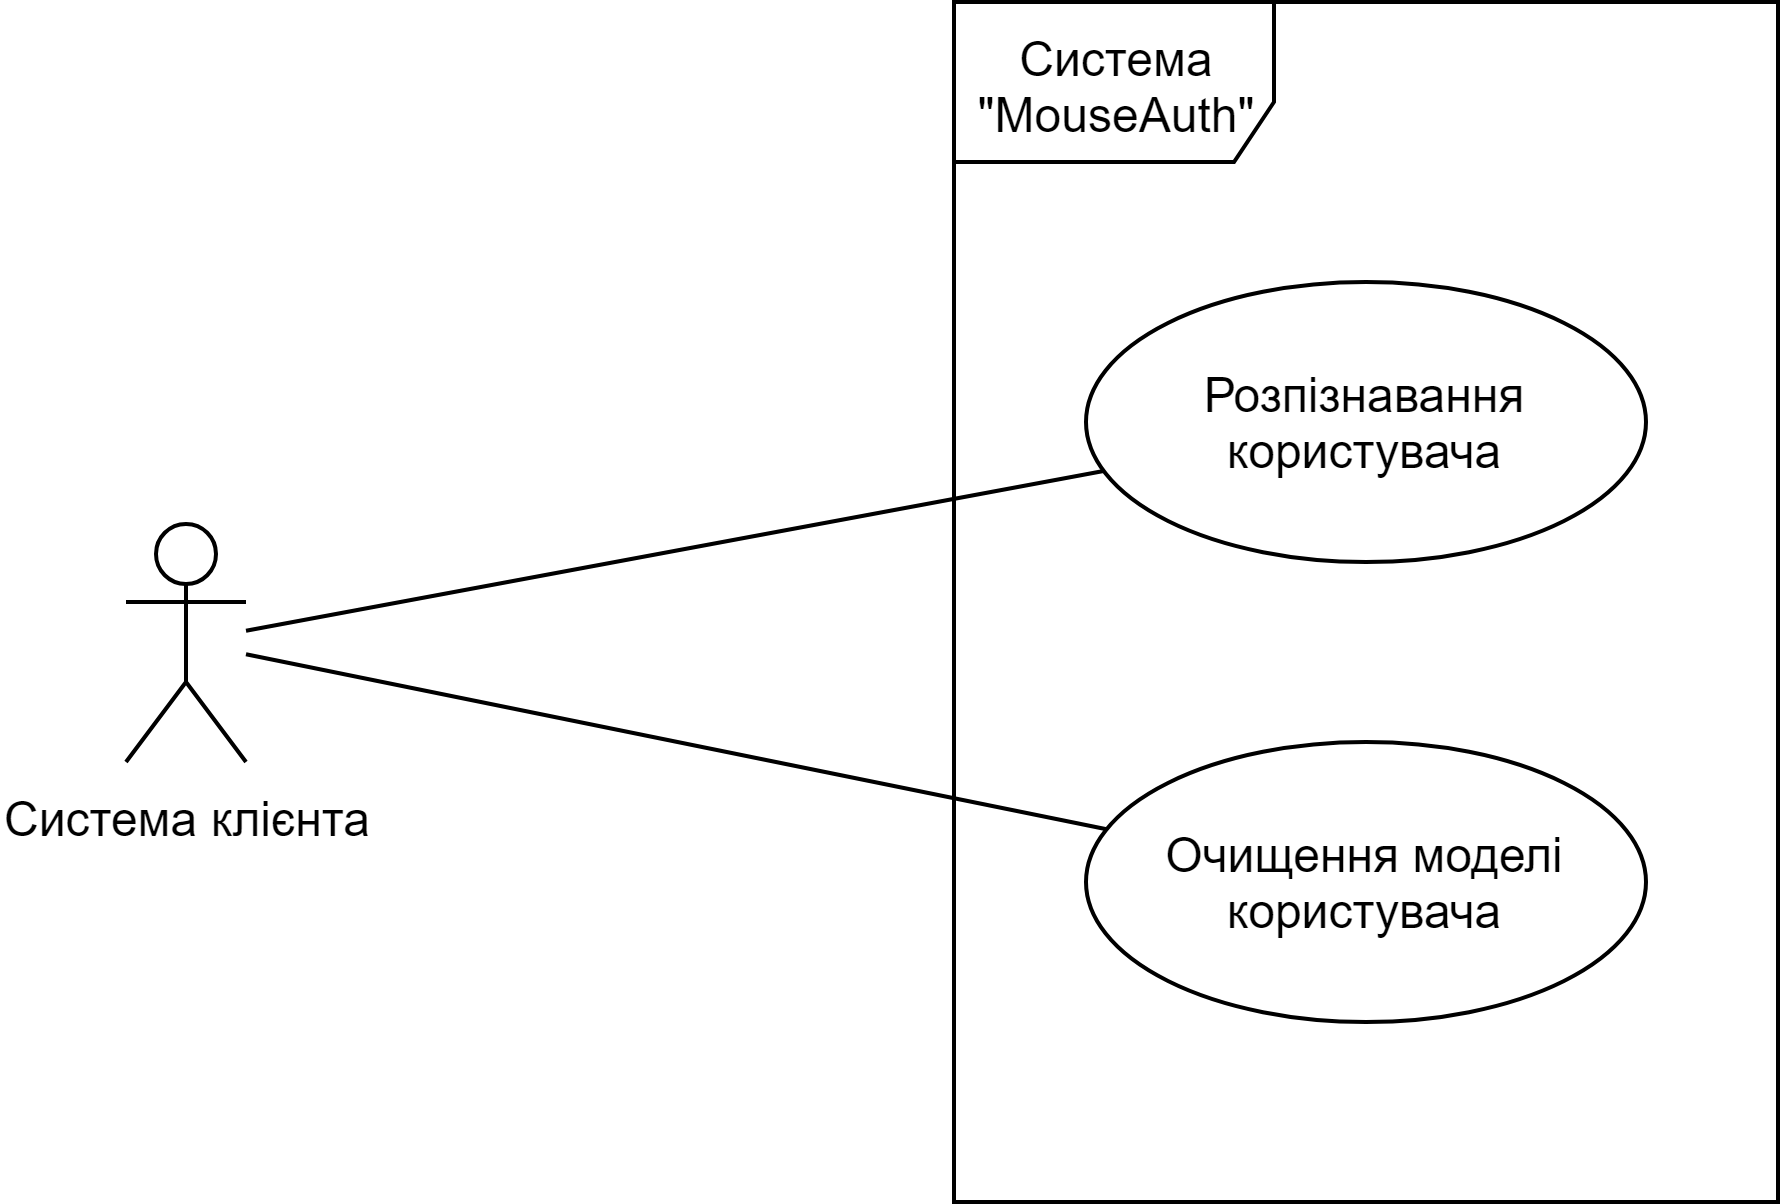 Система
"MouseAuth"
Розпізнавання
користувача
Система клієнта
Очищення моделі
користувача